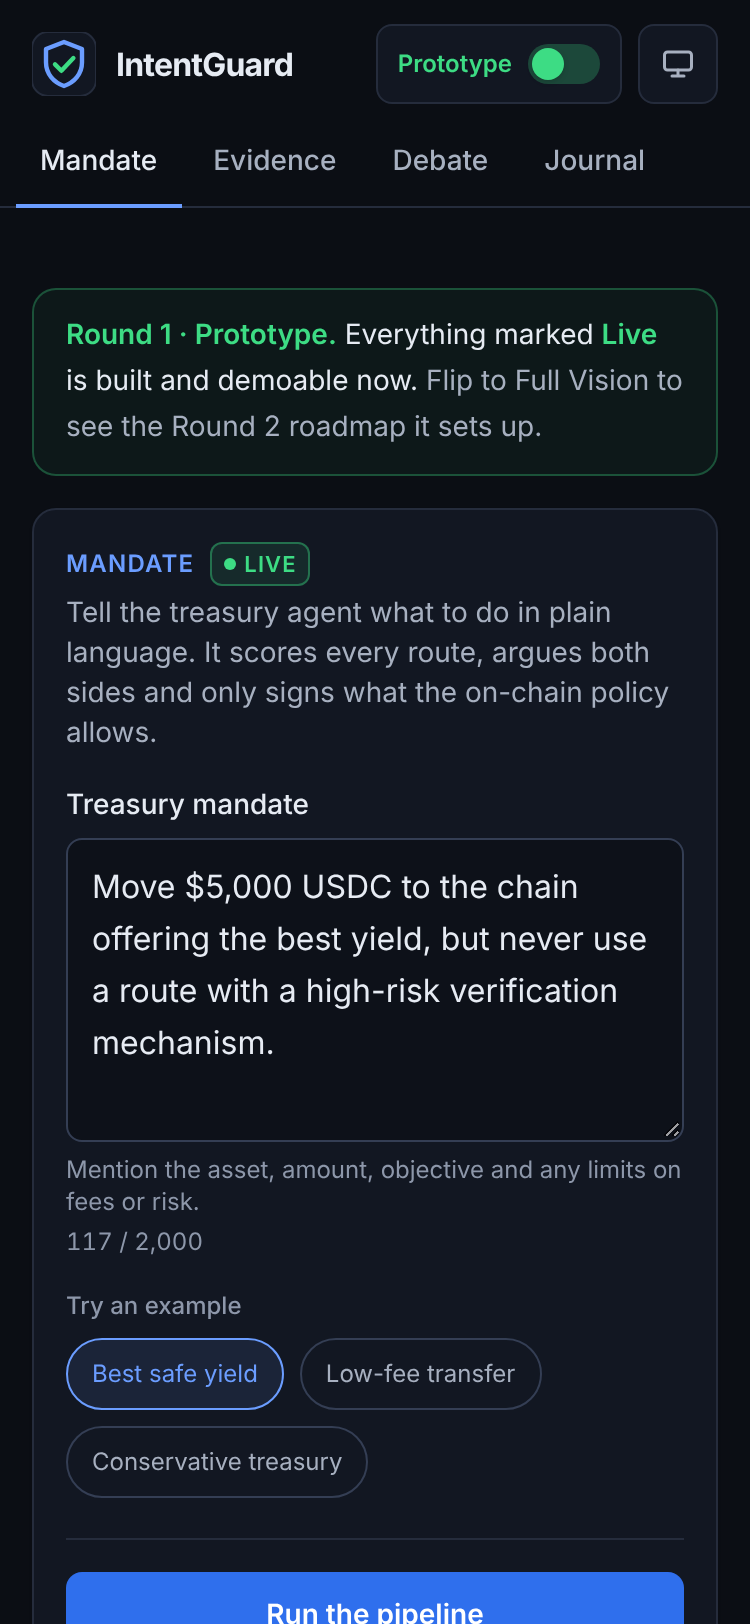 IntentGuard
Prototype
Mandate
Evidence
Debate
Journal
Round 1 · Prototype. Everything marked Live
is built and demoable now. Flip to Full Vision to
see the Round 2 roadmap it sets up.
MANDATE
LIVE
Tell the treasury agent what to do in plain
language. It scores every route, argues both
sides and only signs what the on-chain policy
allows.
Treasury mandate
Move $5,000 USDC to the chain
offering the best yield, but never use
a route with a high-risk verification
mechanism.
Mention the asset, amount, objective and any limits on
fees or risk.
117 / 2,000
Try an example
Best safe yield
Low-fee transfer
Conservative treasury
Run the pipeline